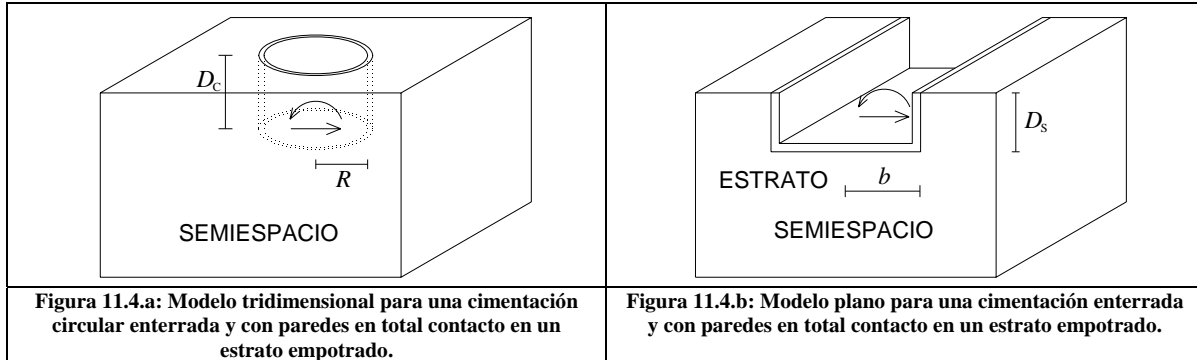 D_C
R
SEMIESPACIO
D_S
ESTRATO
b
SEMIESPACIO
Figura 11.4.a: Modelo tridimensional para una cimentación
circular enterrada y con paredes en total contacto en un
estrato empotrado.
Figura 11.4.b: Modelo plano para una cimentación enterrada
y con paredes en total contacto en un estrato empotrado.